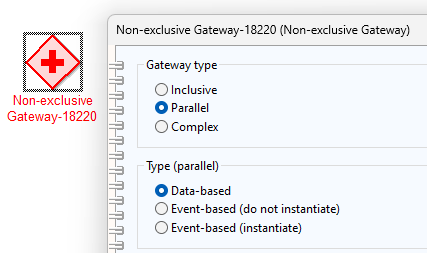 Non-exclusive Gateway-18220 (Non-exclusive Gateway)
Non-exclusive
Gateway-18220
Gateway type
Inclusive
Parallel
Complex
Type (parallel)
Data-based
Event-based (do not instantiate)
Event-based (instantiate)